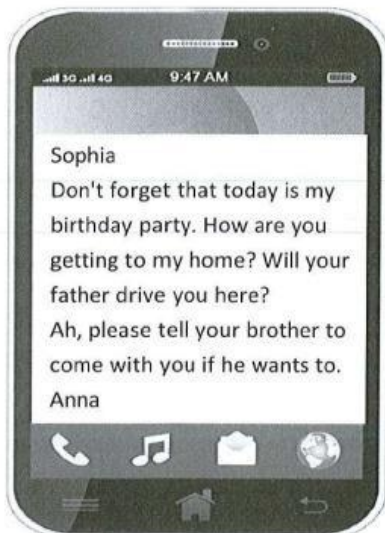 3G 4G 9:47 AM
Sophia
Don't forget that today is my
birthday party. How are you
getting to my home? Will your
father drive you here?
Ah, please tell your brother to
come with you if he wants to.
Anna